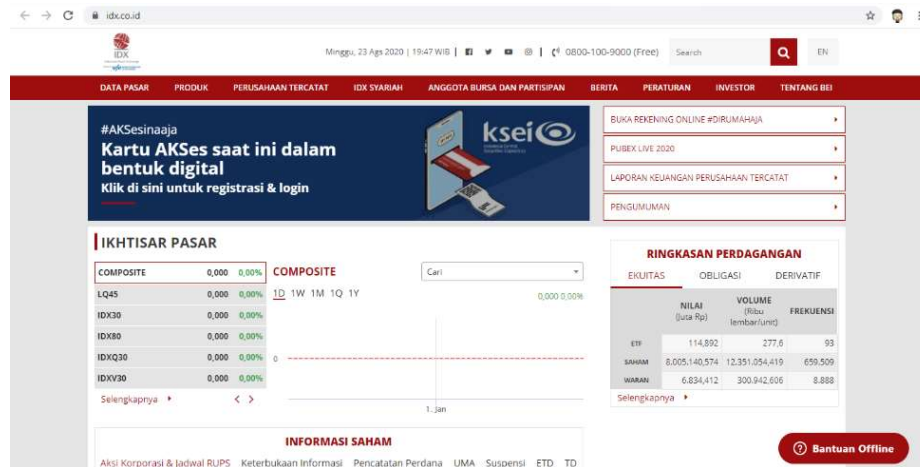 idx.co.id
IDX
Minggu, 23 Ags 2020 | 19:47 WIB | | 0800-100-9000 (Free) Search EN
DATA PASAR PRODUK PERUSAHAAN TERCATAT IDX SYARIAH ANGGOTA BURSA DAN PARTISIPAN BERITA PERATURAN INVESTOR TENTANG BEI
#AKSesinaaja
Kartu AKSes saat ini dalam
bentuk digital
Klik di sini untuk registrasi & login
ksei
BUKA REKENING ONLINE #DIRUMAHAJA
PUBEX LIVE 2020
LAPORAN KEUANGAN PERUSAHAAN TERCATAT
PENGUMUMAN
IKHTISAR PASAR
COMPOSITE 0,000 0,00%
LQ45 0,000 0,00%
IDX30 0,000 0,00%
IDX80 0,000 0,00%
IDXQ30 0,000 0,00%
IDXV30 0,000 0,00%
Selengkapnya
COMPOSITE
Cari
1D 1W 1M 1Q 1Y
0,000 0,00%
0
1. Jan
RINGKASAN PERDAGANGAN
EKUITAS OBLIGASI DERIVATIF
NILAI (Juta Rp) VOLUME (Ribu lembar/unit) FREKUENSI
ETF 114,892 277,6 93
SAHAM 8.005.140,574 12.351.054,419 659.509
WARAN 6.834,412 300.942,606 8.888
Selengkapnya
INFORMASI SAHAM
Aksi Korporasi & Jadwal RUPS Keterbukaan Informasi Pencatatan Perdana UMA Suspensi ETD TD
Bantuan Offline